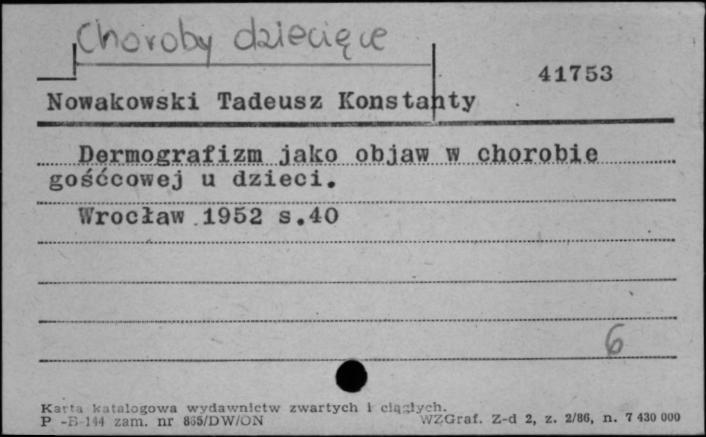 Choroby dziecięce
41753
Nowakowski Tadeusz Konstanty
Dermografizm jako objaw w chorobie
gośćcowej u dzieci.
Wrocław 1952 s.40
6
Karta katalogowa wydawnictw zwartych i ciągłych.
P -B-144 zam. nr 865/DW/ON WZGraf. Z-d 2, z. 2/86, n. 7 430 000